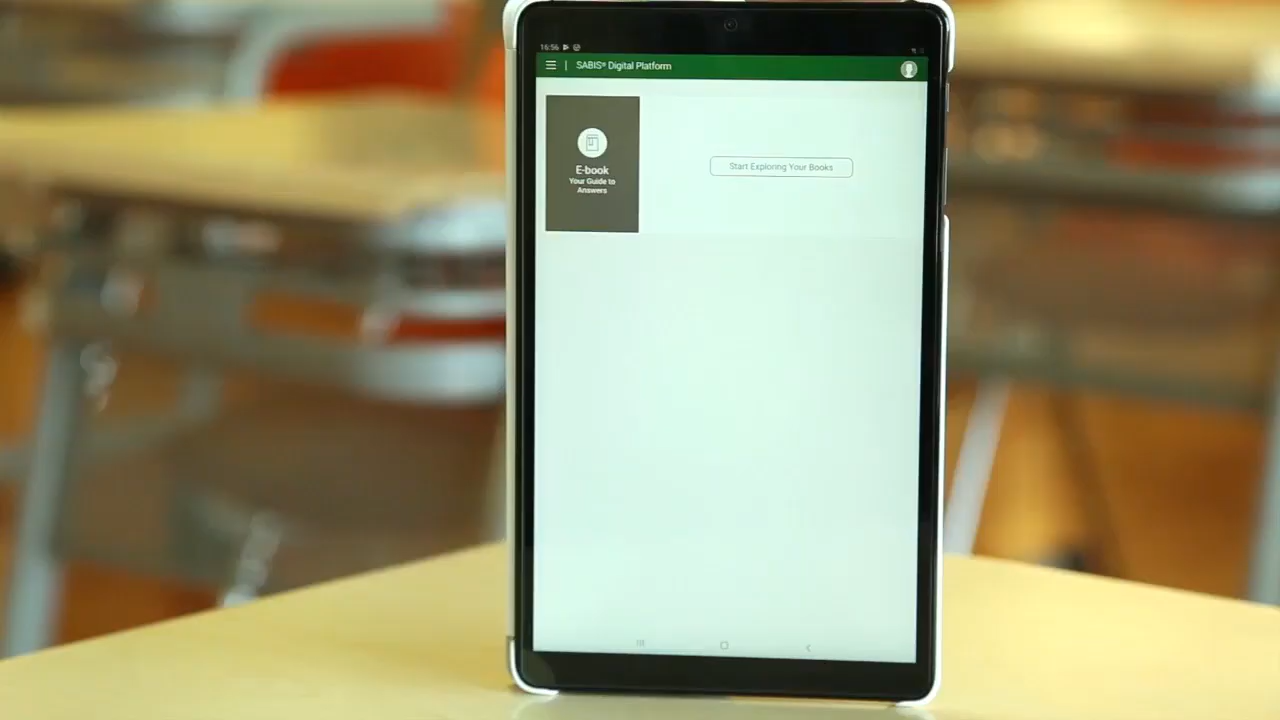 16:56
SABIS® Digital Platform
E-book
Your Guide to
Answers
Start Exploring Your Books